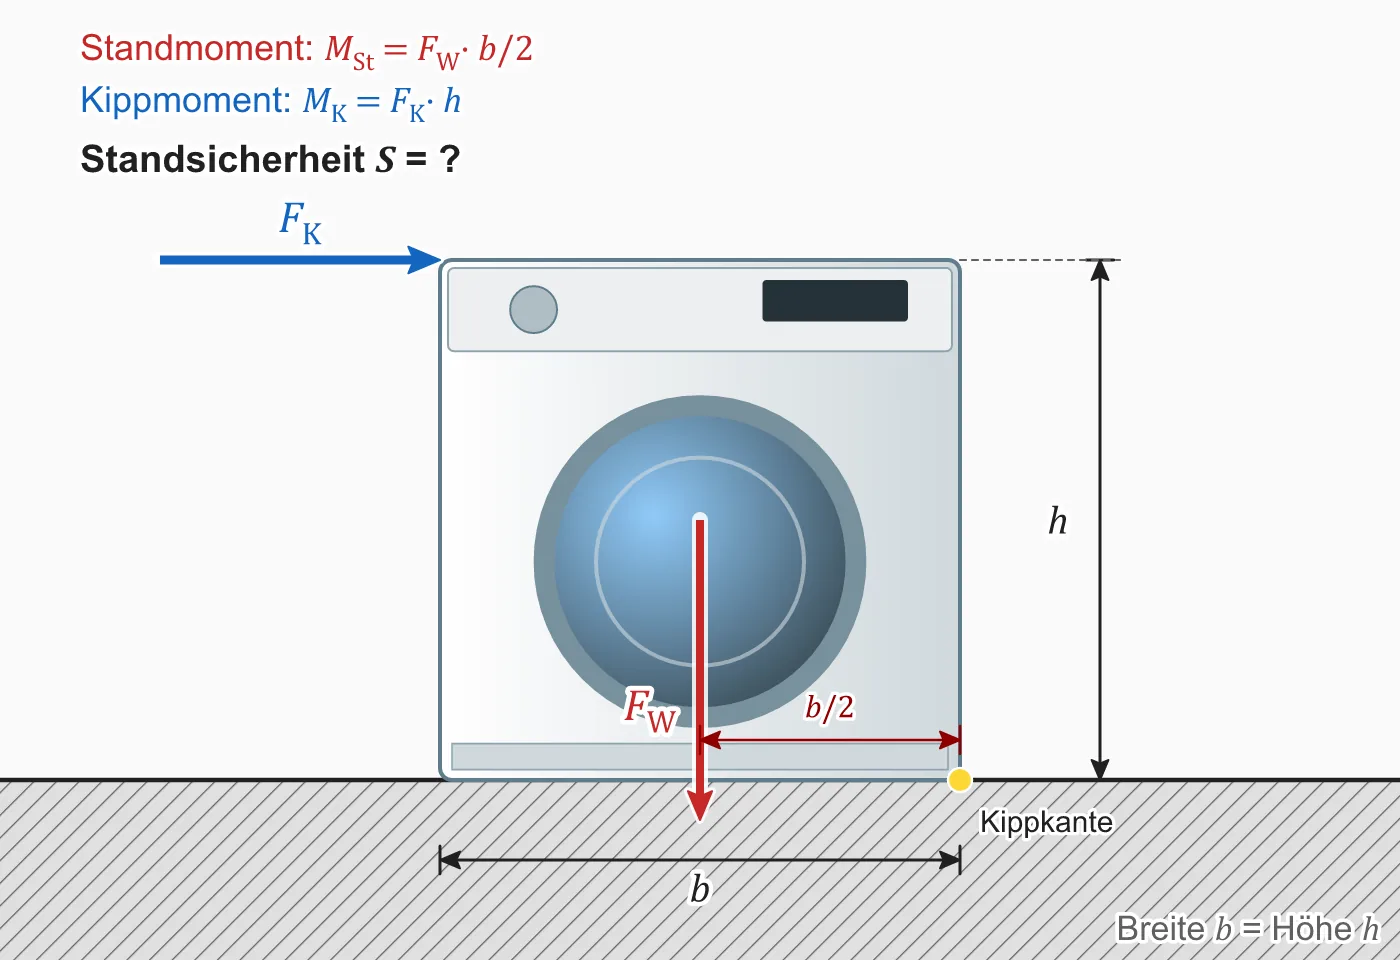 Standmoment: M_St = F_W · b/2
Kippmoment: M_K = F_K · h
Standsicherheit S = ?
F_K
h
F_W
b/2
Kippkante
b
Breite b = Höhe h